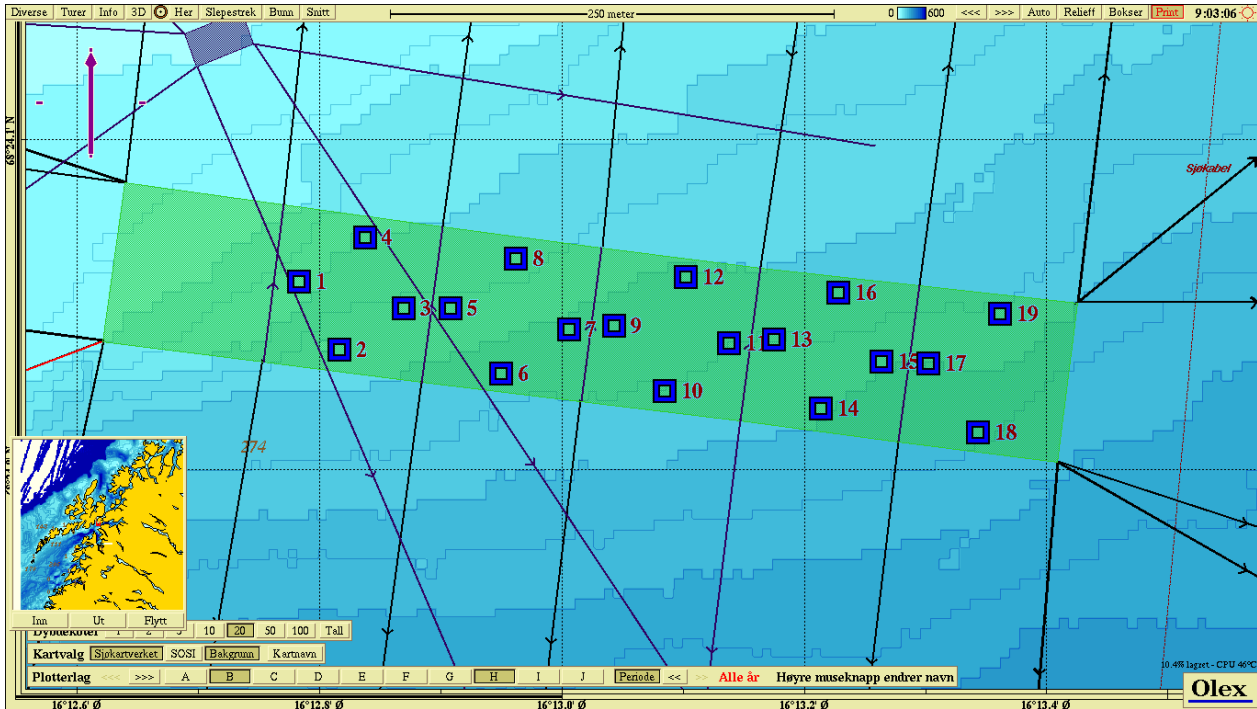 Diverse Turer Info 3D Her Slepestrek Bunn Snitt 250 meter 0 600 <<< >>> Auto Relieff Bokser Print 9:03:06
68°24.1' N
Sjøkabel
4
8
12
1
16
3 5
19
7 9
11 13
2
15 17
6
10
14
18
274
Inn Ut Flytt
10 20 50 100 Tall
Kartvalg Sjøkartverket SOSI Bakgrunn Kartnavn
10.4% lagret - CPU 46°C
Plotterlag <<< >>> A B C D E F G H I J Periode << >> Alle år Høyre museknapp endrer navn
Olex
16°12.6' Ø 16°12.8' Ø 16°13.0' Ø 16°13.2' Ø 16°13.4' Ø